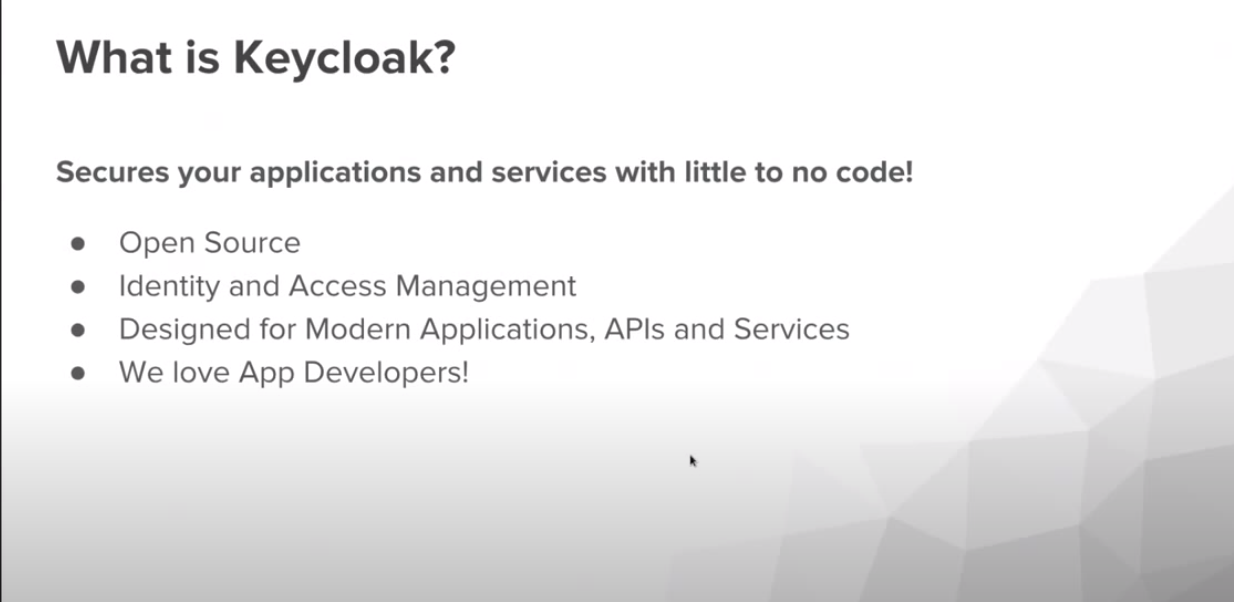 What is Keycloak?
Secures your applications and services with little to no code!
● Open Source
● Identity and Access Management
● Designed for Modern Applications, APIs and Services
● We love App Developers!